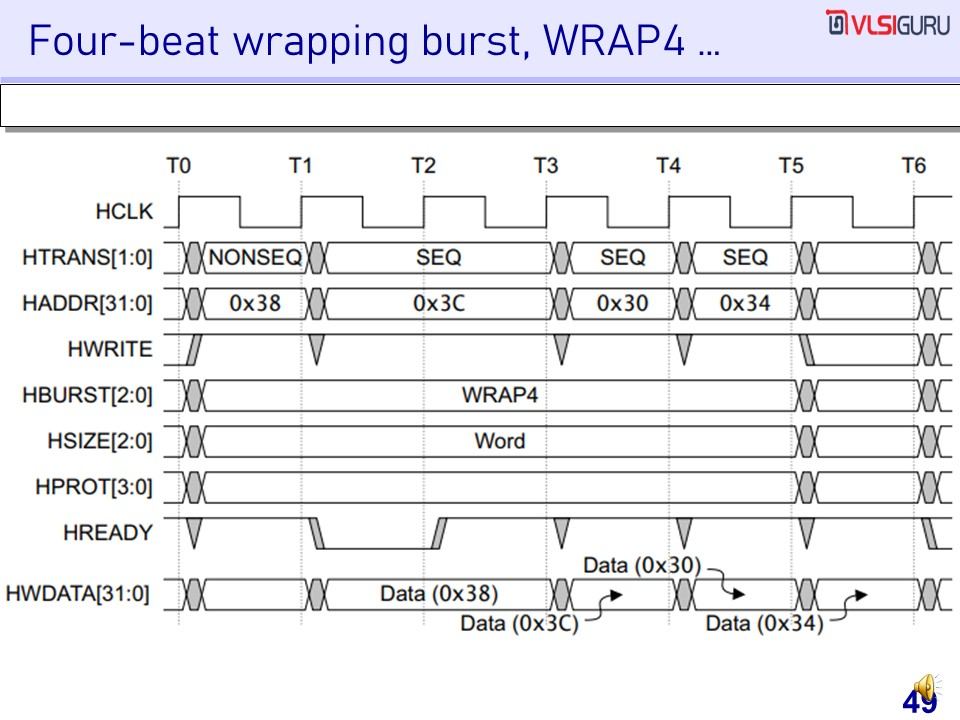 Four-beat wrapping burst, WRAP4 ...
VLSIGURU
T0 T1 T2 T3 T4 T5 T6
HCLK
HTRANS[1:0] NONSEQ SEQ SEQ SEQ
HADDR[31:0] 0x38 0x3C 0x30 0x34
HWRITE
HBURST[2:0] WRAP4
HSIZE[2:0] Word
HPROT[3:0]
HREADY
Data (0x30)
HWDATA[31:0] Data (0x38)
Data (0x3C) Data (0x34)
49